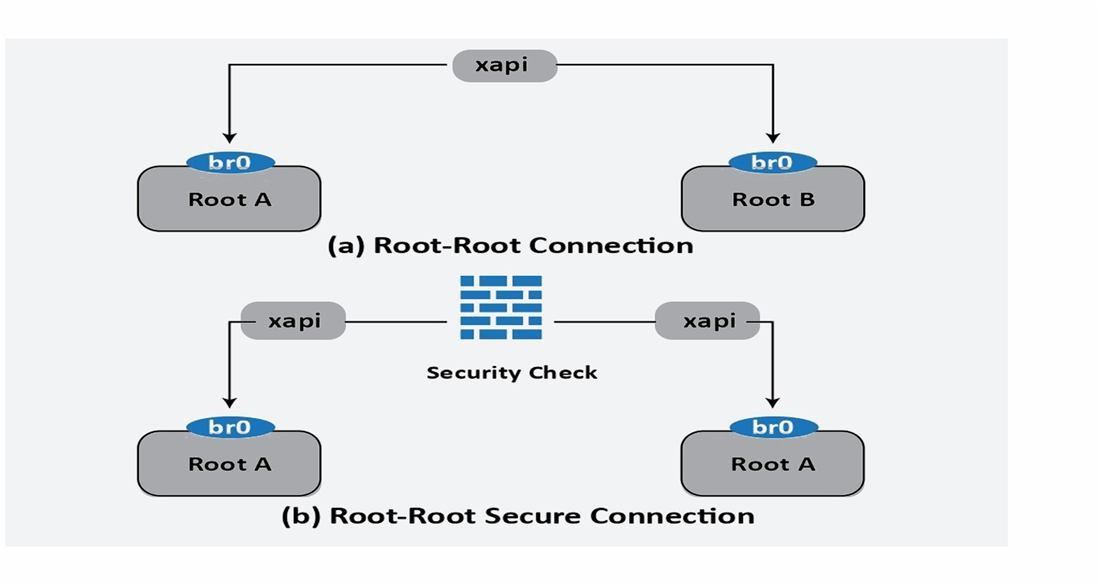 xapi
br0 br0
Root A Root B
(a) Root-Root Connection
xapi xapi
Security Check
br0 br0
Root A Root A
(b) Root-Root Secure Connection